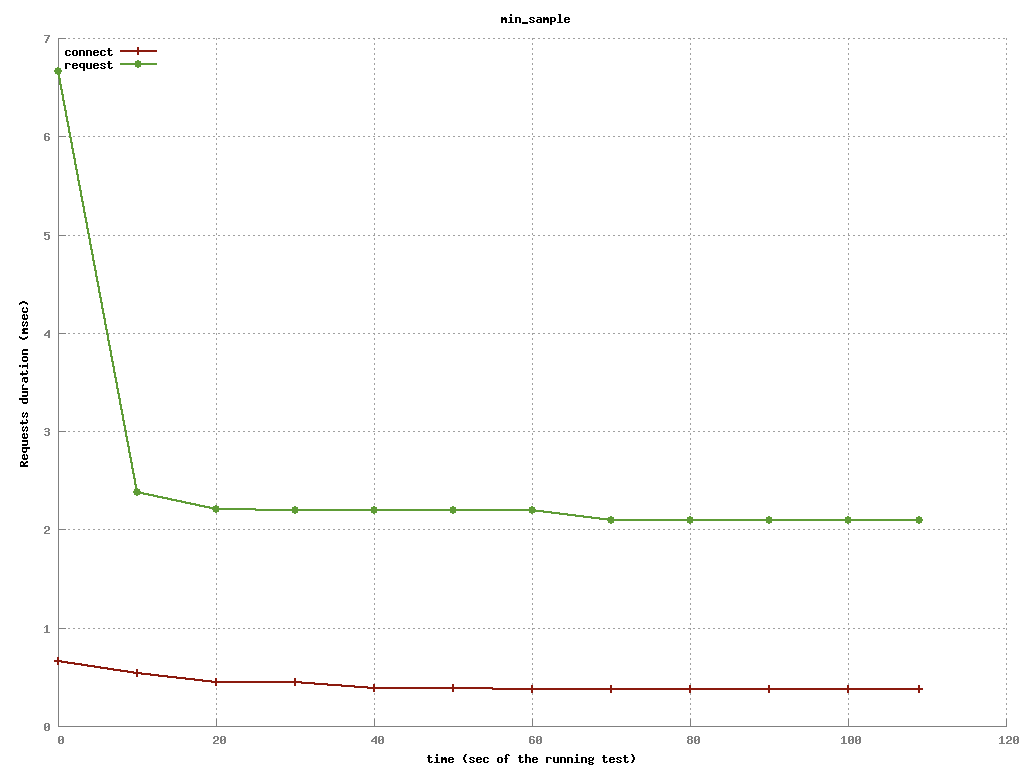 min_sample
7
connect
request
6
5
4
3
2
1
0
Requests duration (msec)
0 20 40 60 80 100 120
time (sec of the running test)